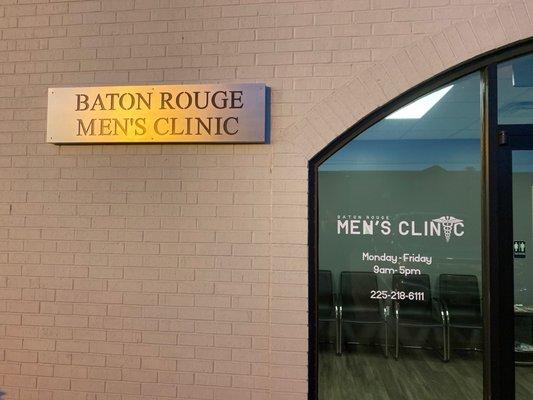 BATON ROUGE
MEN'S CLINIC
BATON ROUGE
MEN'S CLINIC
Monday-Friday
9am-5pm
225-218-6111